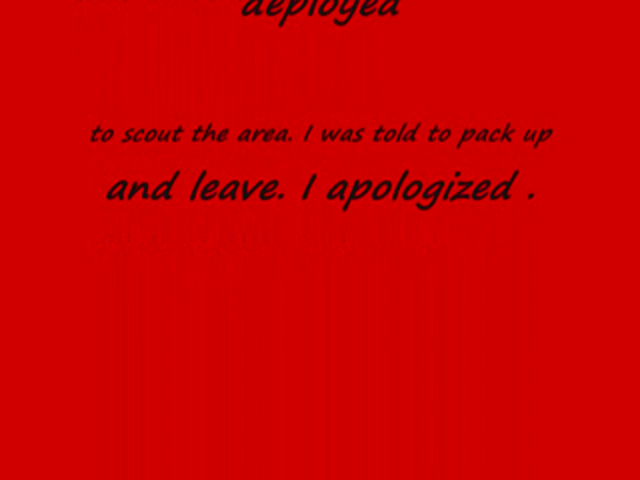 deployed
to scout the area. I was told to pack up
and leave. I apologized .